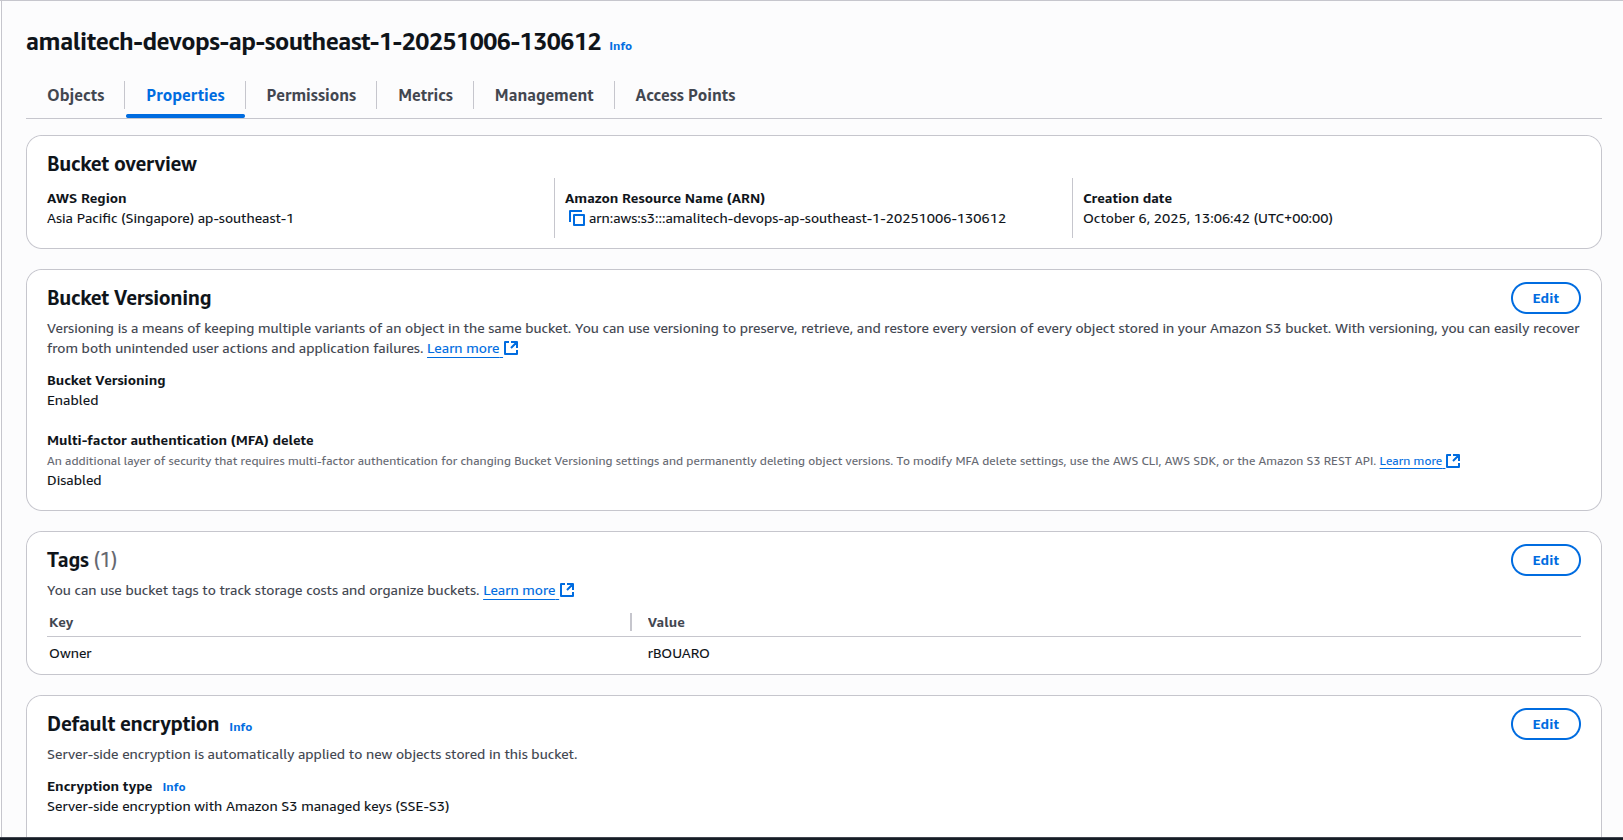 amalitech-devops-ap-southeast-1-20251006-130612 Info
Objects Properties Permissions Metrics Management Access Points
Bucket overview
AWS Region
Asia Pacific (Singapore) ap-southeast-1
Amazon Resource Name (ARN)
arn:aws:s3:::amalitech-devops-ap-southeast-1-20251006-130612
Creation date
October 6, 2025, 13:06:42 (UTC+00:00)
Bucket Versioning
Edit
Versioning is a means of keeping multiple variants of an object in the same bucket. You can use versioning to preserve, retrieve, and restore every version of every object stored in your Amazon S3 bucket. With versioning, you can easily recover
from both unintended user actions and application failures. Learn more
Bucket Versioning
Enabled
Multi-factor authentication (MFA) delete
An additional layer of security that requires multi-factor authentication for changing Bucket Versioning settings and permanently deleting object versions. To modify MFA delete settings, use the AWS CLI, AWS SDK, or the Amazon S3 REST API. Learn more
Disabled
Tags (1)
Edit
You can use bucket tags to track storage costs and organize buckets. Learn more
Key Value
Owner rBOUARO
Default encryption Info
Edit
Server-side encryption is automatically applied to new objects stored in this bucket.
Encryption type Info
Server-side encryption with Amazon S3 managed keys (SSE-S3)